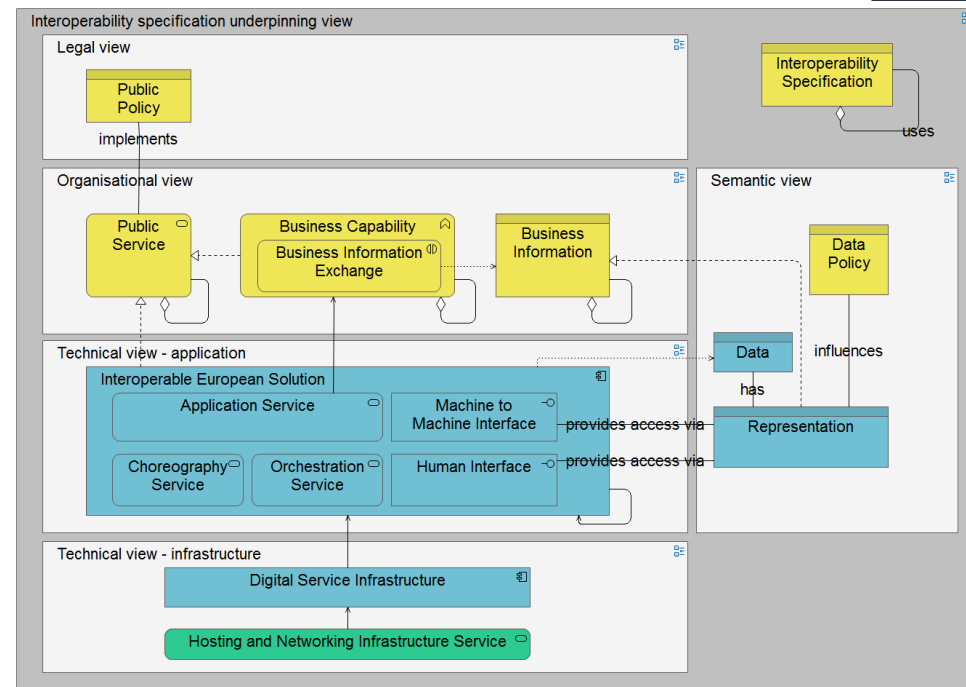 Interoperability specification underpinning view
Legal view
Public
Policy
implements
Interoperability
Specification
uses
Organisational view
Public
Service
Business Capability
Business Information
Exchange
Business
Information
Semantic view
Data
Policy
Data
influences
has
Representation
Technical view - application
Interoperable European Solution
Application Service
Machine to
Machine Interface
provides access via
Choreography
Service
Orchestration
Service
Human Interface
provides access via
Technical view - infrastructure
Digital Service Infrastructure
Hosting and Networking Infrastructure Service